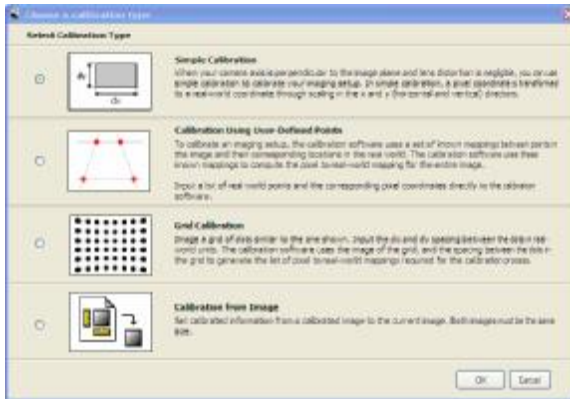 Choose a calibration type
Select Calibration Type
Simple Calibration
When your camera axis is perpendicular to the image plane and lens distortion is negligible, you can use
simple calibration to calibrate your imaging setup. In simple calibration, a pixel coordinate is transformed
to a real-world coordinate through scaling in the x and y (horizontal and vertical) directions.
dy
dx
Calibration Using User-Defined Points
To calibrate an imaging setup, the calibration software uses a set of known mappings between points in
the image and their corresponding locations in the real world. The calibration software uses these
known mappings to compute the pixel to real-world mapping for the entire image.
Input a list of real-world points and the corresponding pixel coordinates directly to the calibration
software.
Grid Calibration
Image a grid of dots similar to the one shown. Input the dx and dy spacing between the dots in real-
world units. The calibration software uses the image of the grid, and the spacing between the dots in
the grid to generate the list of pixel to real-world mappings required for the calibration process.
Calibration from Image
Set calibrated information from a calibrated image to the current image. Both images must be the same
size.
OK
Cancel